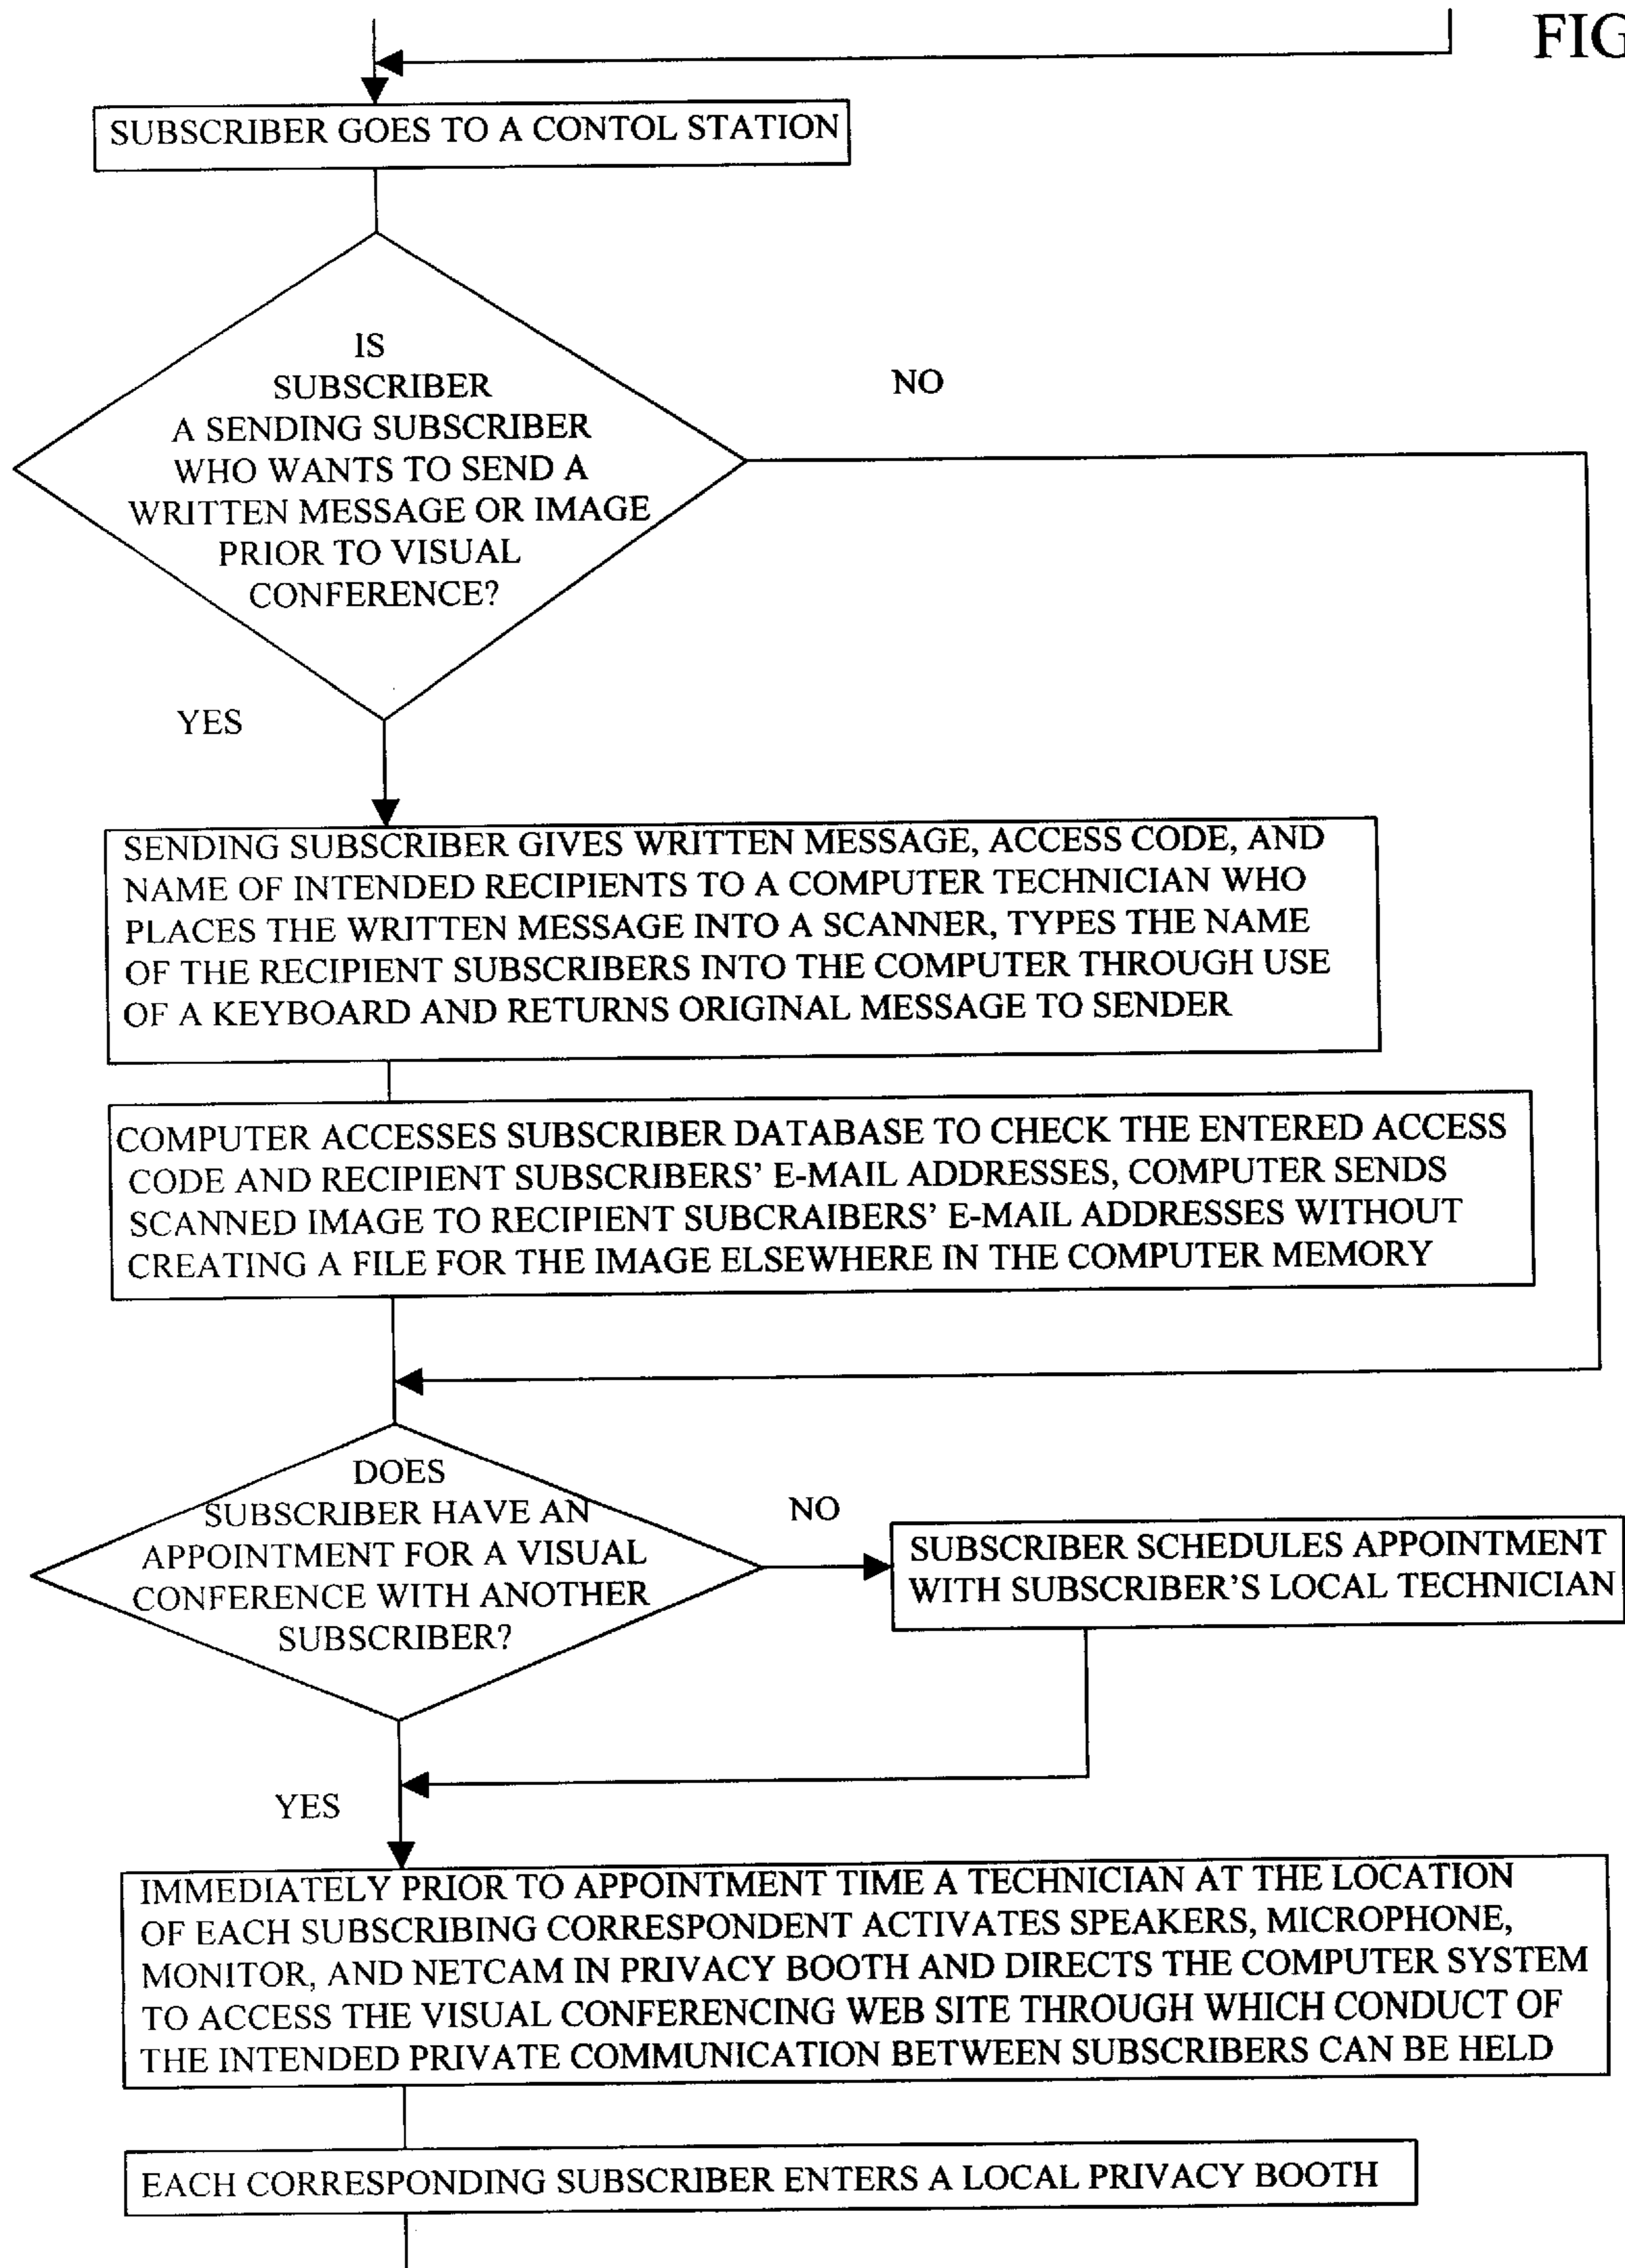 FIG
SUBSCRIBER GOES TO A CONTOL STATION
IS
SUBSCRIBER
A SENDING SUBSCRIBER
WHO WANTS TO SEND A
WRITTEN MESSAGE OR IMAGE
PRIOR TO VISUAL
CONFERENCE?
NO
YES
SENDING SUBSCRIBER GIVES WRITTEN MESSAGE, ACCESS CODE, AND
NAME OF INTENDED RECIPIENTS TO A COMPUTER TECHNICIAN WHO
PLACES THE WRITTEN MESSAGE INTO A SCANNER, TYPES THE NAME
OF THE RECIPIENT SUBSCRIBERS INTO THE COMPUTER THROUGH USE
OF A KEYBOARD AND RETURNS ORIGINAL MESSAGE TO SENDER
COMPUTER ACCESSES SUBSCRIBER DATABASE TO CHECK THE ENTERED ACCESS
CODE AND RECIPIENT SUBSCRIBERS’ E-MAIL ADDRESSES, COMPUTER SENDS
SCANNED IMAGE TO RECIPIENT SUBCRAIBERS’ E-MAIL ADDRESSES WITHOUT
CREATING A FILE FOR THE IMAGE ELSEWHERE IN THE COMPUTER MEMORY
DOES
SUBSCRIBER HAVE AN
APPOINTMENT FOR A VISUAL
CONFERENCE WITH ANOTHER
SUBSCRIBER?
NO
SUBSCRIBER SCHEDULES APPOINTMENT
WITH SUBSCRIBER’S LOCAL TECHNICIAN
YES
IMMEDIATELY PRIOR TO APPOINTMENT TIME A TECHNICIAN AT THE LOCATION
OF EACH SUBSCRIBING CORRESPONDENT ACTIVATES SPEAKERS, MICROPHONE,
MONITOR, AND NETCAM IN PRIVACY BOOTH AND DIRECTS THE COMPUTER SYSTEM
TO ACCESS THE VISUAL CONFERENCING WEB SITE THROUGH WHICH CONDUCT OF
THE INTENDED PRIVATE COMMUNICATION BETWEEN SUBSCRIBERS CAN BE HELD
EACH CORRESPONDING SUBSCRIBER ENTERS A LOCAL PRIVACY BOOTH